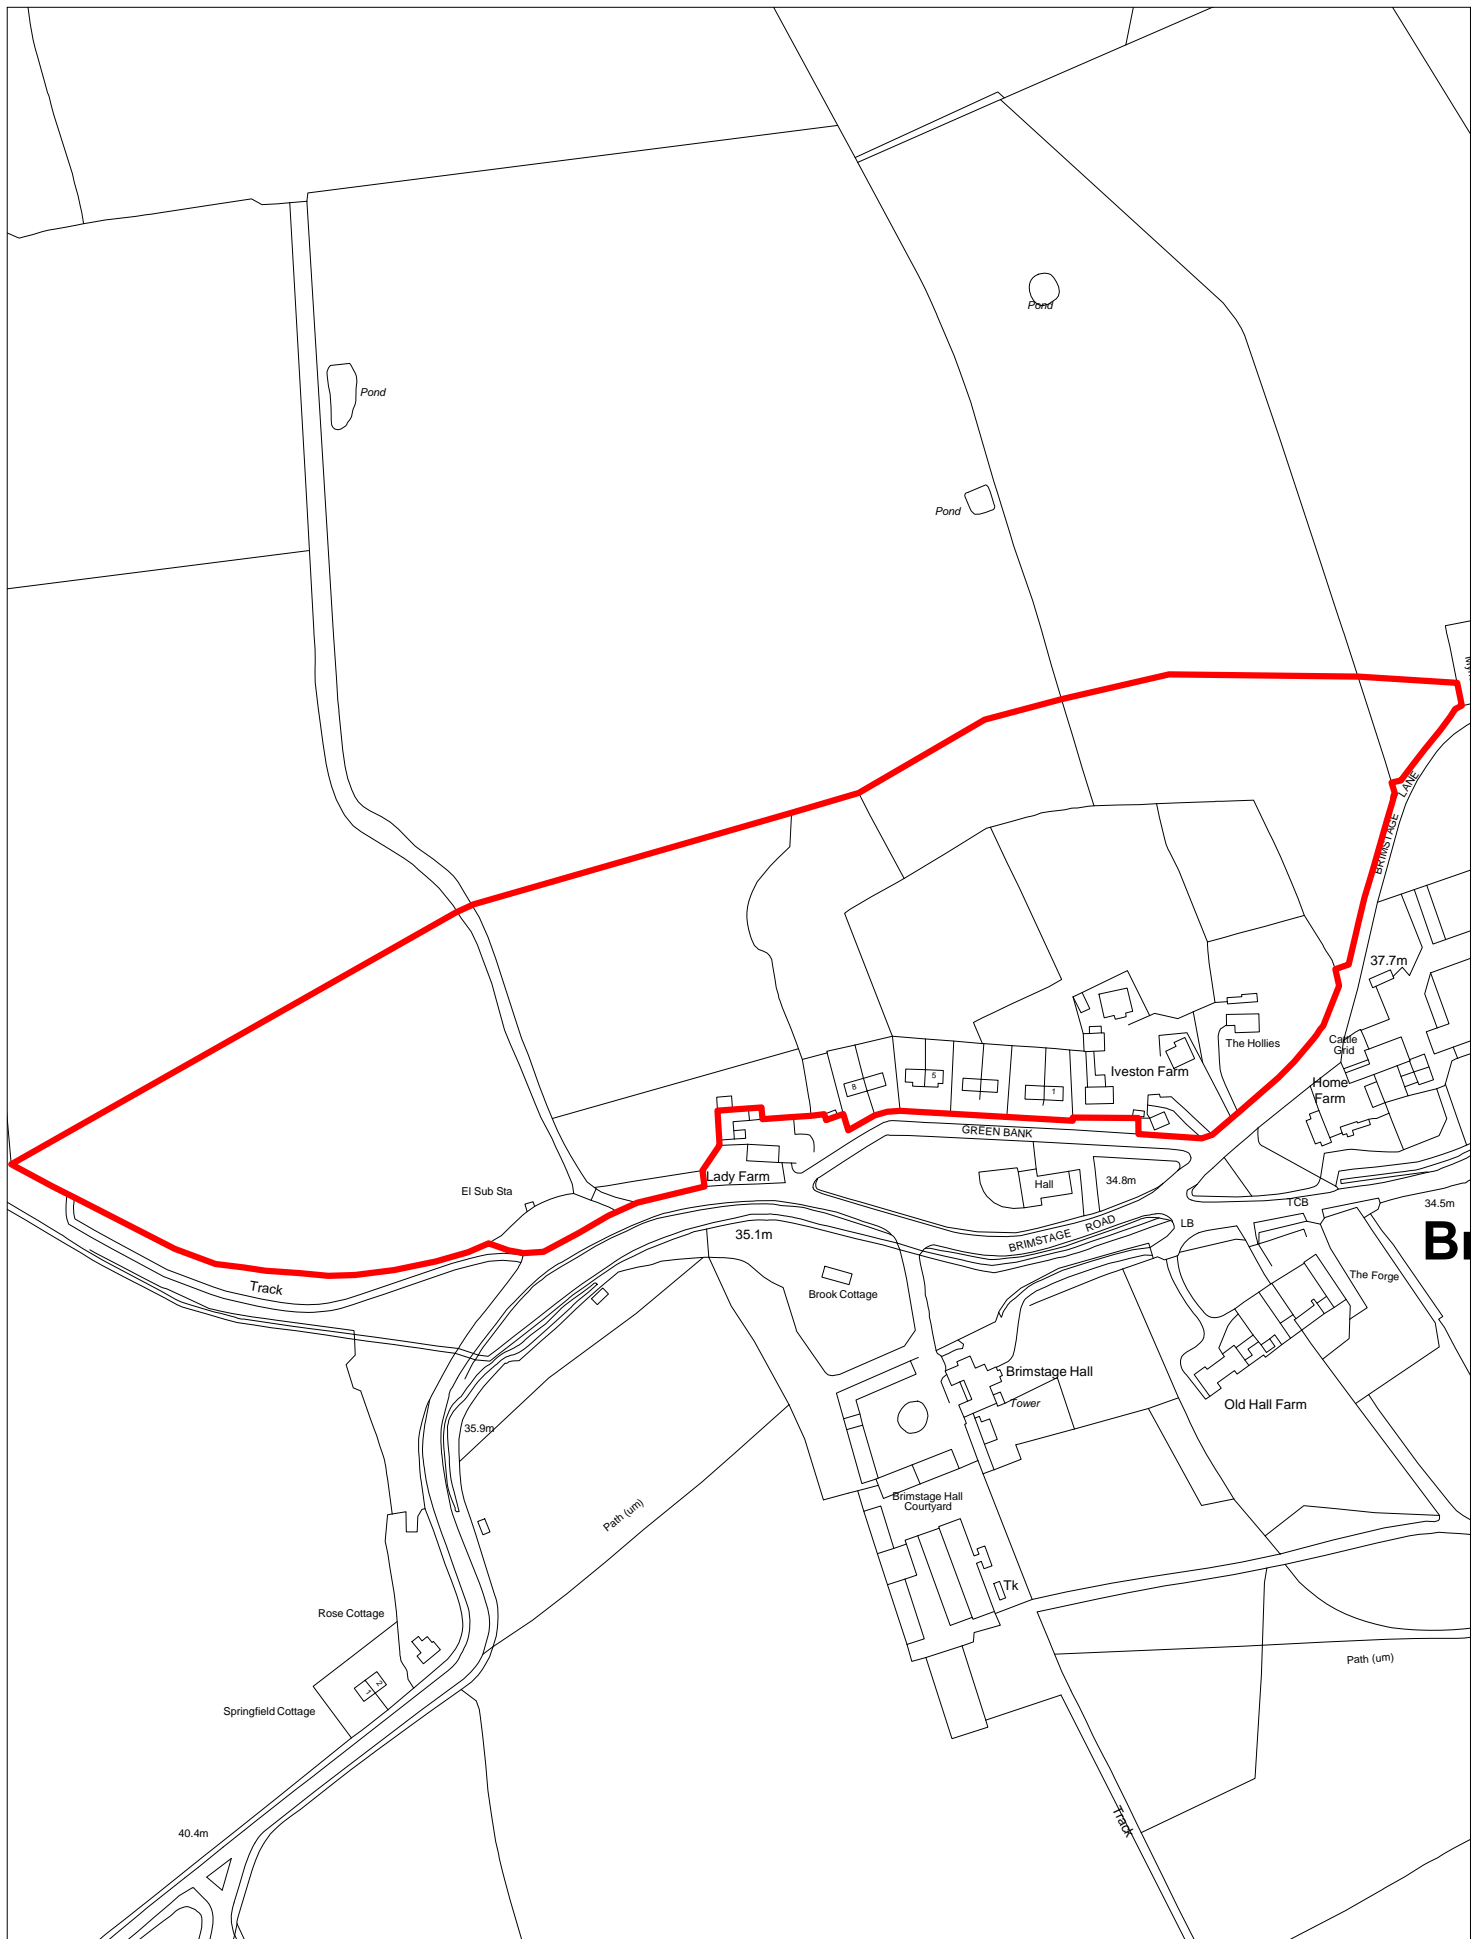 Pond
Pond
Pond
BRIMSTAGE LANE
37.7m
Cattle
Grid
The Hollies
Iveston Farm
Home
Farm
8
5
1
GREEN BANK
Lady Farm
El Sub Sta
Hall
34.8m
TCB
34.5m
LB
BRIMSTAGE ROAD
35.1m
Br
Track
Brook Cottage
The Forge
Brimstage Hall
Tower
Old Hall Farm
35.9m
Brimstage Hall
Courtyard
Path (um)
Tk
Rose Cottage
2
1
Path (um)
Springfield Cottage
Track
40.4m